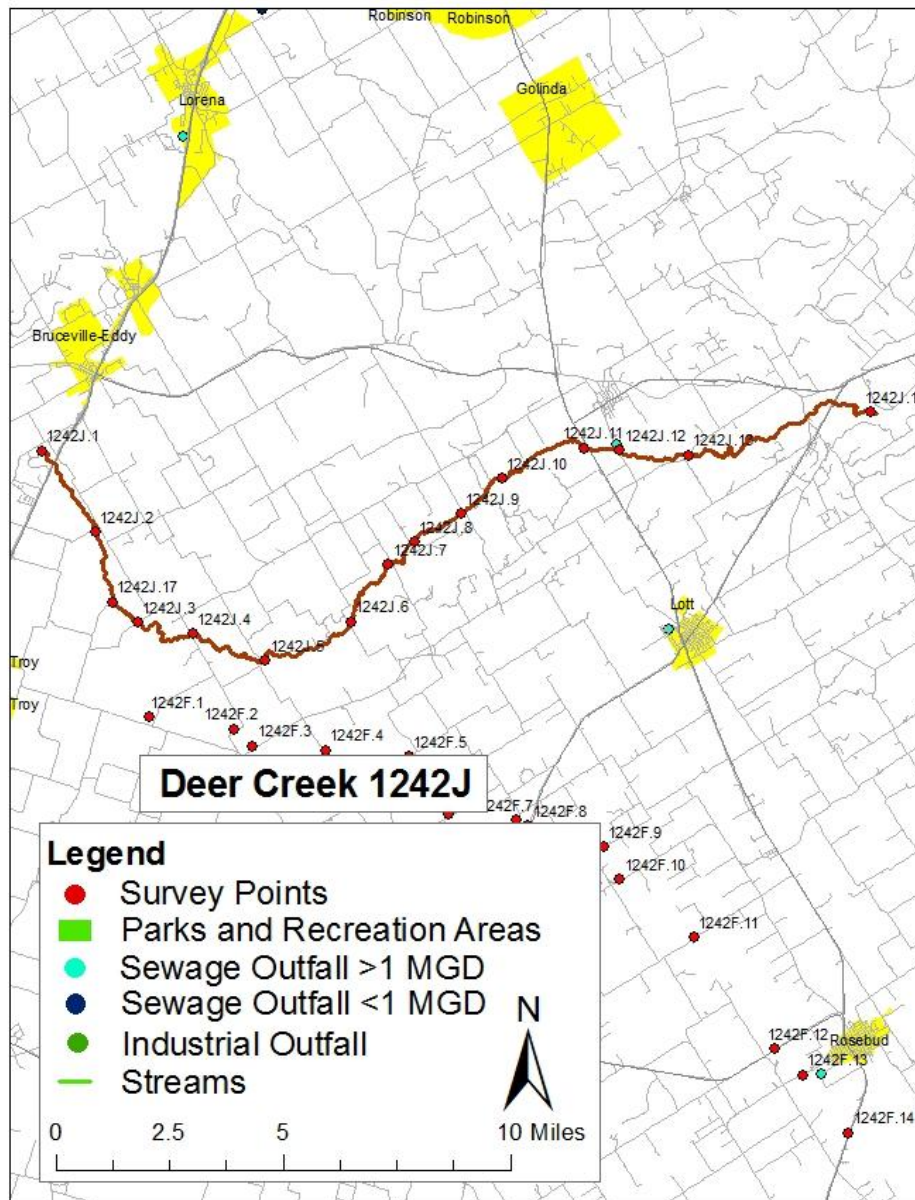 Robinson
Robinson
Lorena
Golinda
Bruceville-Eddy
1242J.1
1242J.1
1242J.11
1242J.12
1242J.13
1242J.10
1242J.9
1242J.2
1242J.8
1242J.7
1242J.17
1242J.3
1242J.4
1242J.6
1242J.5
Lott
Troy
Troy
1242F.1
1242F.2
1242F.3
1242F.4
1242F.5
Deer Creek 1242J
1242F.7
1242F.8
1242F.9
1242F.10
1242F.11
1242F.12
Rosebud
1242F.13
1242F.14
Legend
Survey Points
Parks and Recreation Areas
Sewage Outfall >1 MGD
Sewage Outfall <1 MGD
Industrial Outfall
Streams
N
0 2.5 5 10 Miles